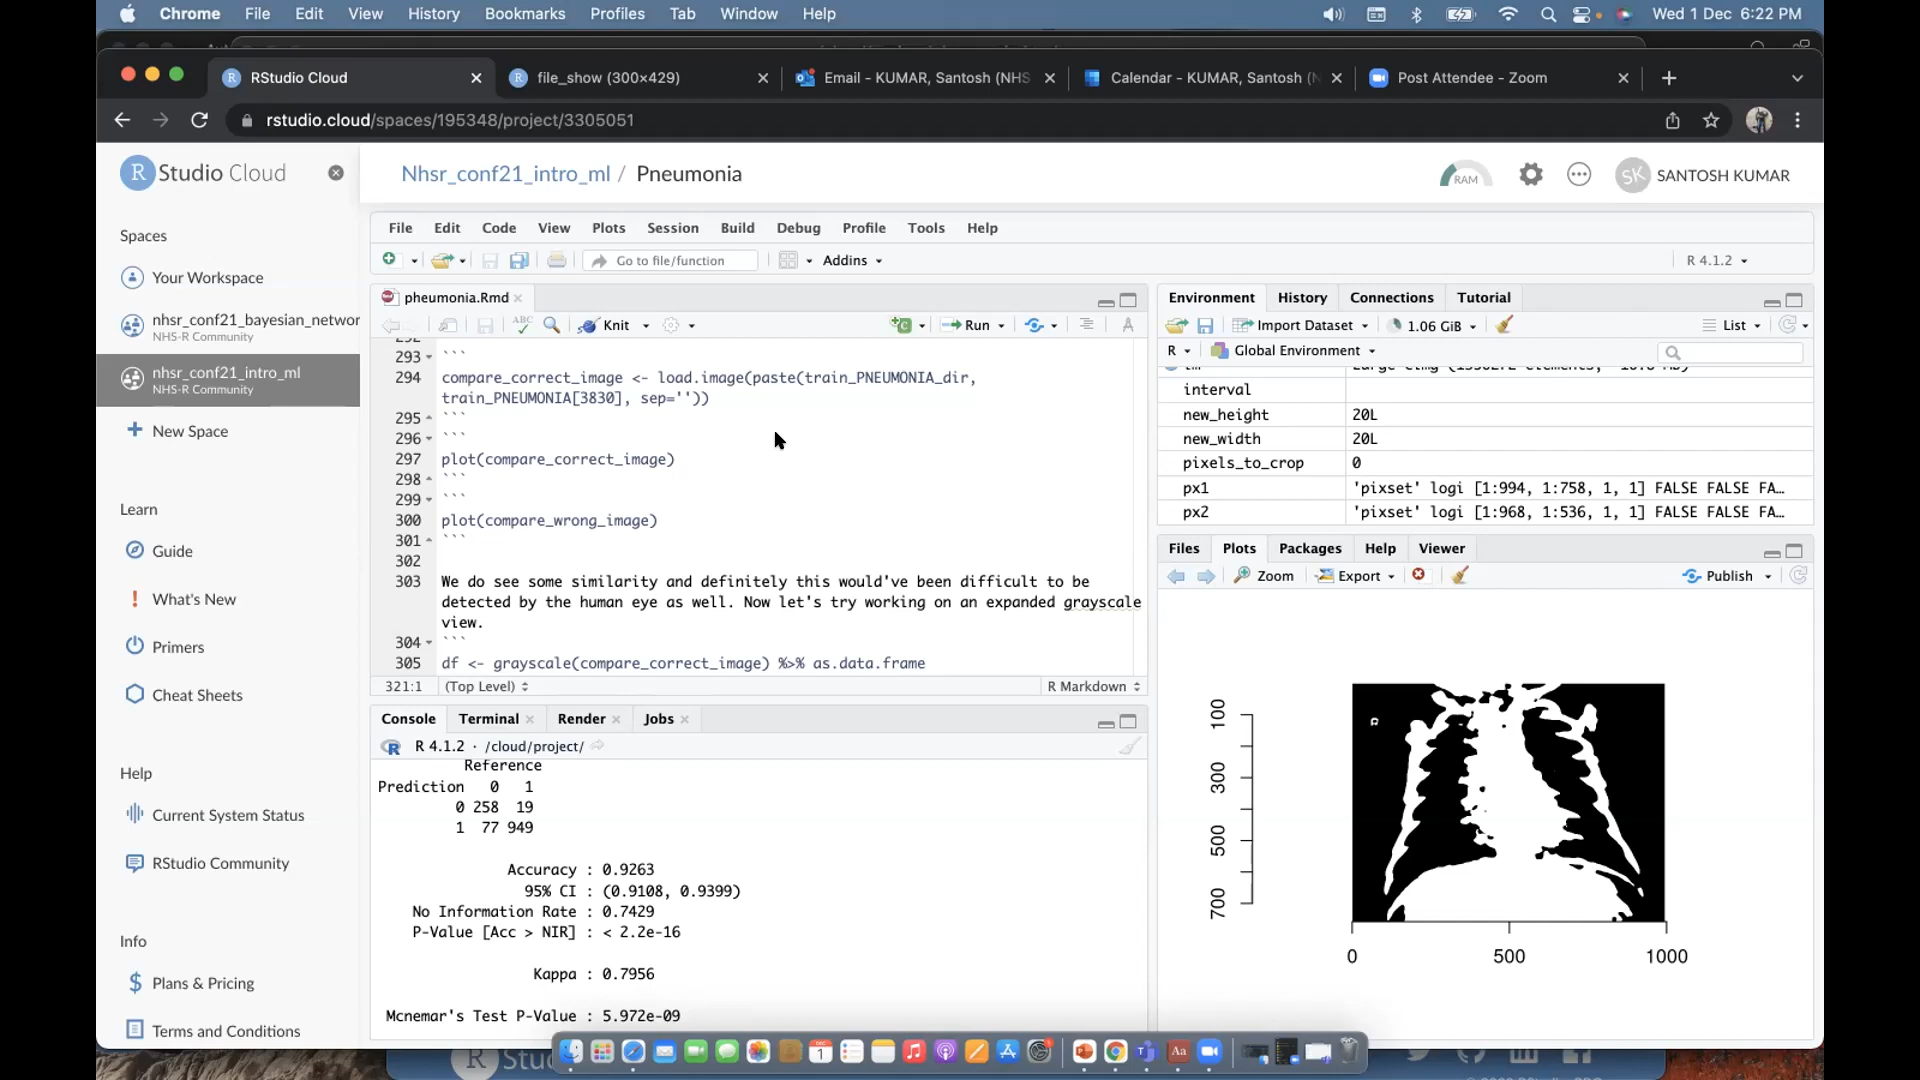 Chrome File Edit View History Bookmarks Profiles Tab Window Help Wed 1 Dec 6:22 PM
RStudio Cloud file_show (300×429) Email - KUMAR, Santosh (NHS Calendar - KUMAR, Santosh (N Post Attendee - Zoom
rstudio.cloud/spaces/195348/project/3305051
R Studio Cloud
Nhsr_conf21_intro_ml / Pneumonia
RAM
SK SANTOSH KUMAR
Spaces
Your Workspace
nhsr_conf21_bayesian_networ
NHS-R Community
nhsr_conf21_intro_ml
NHS-R Community
New Space
Learn
Guide
What's New
Primers
Cheat Sheets
Help
Current System Status
RStudio Community
Info
Plans & Pricing
Terms and Conditions
File Edit Code View Plots Session Build Debug Profile Tools Help
Go to file/function Addins R 4.1.2
pheumonia.Rmd
ABC Knit Run
293 ```
294 compare_correct_image <- load.image(paste(train_PNEUMONIA_dir,
train_PNEUMONIA[3830], sep=''))
295 ```
296 ```
297 plot(compare_correct_image)
298 ```
299 ```
300 plot(compare_wrong_image)
301 ```
302
303 We do see some similarity and definitely this would've been difficult to be
detected by the human eye as well. Now let's try working on an expanded grayscale
view.
304 ```
305 df <- grayscale(compare_correct_image) %>% as.data.frame
321:1 (Top Level) R Markdown
Console Terminal Render Jobs
R 4.1.2 · /cloud/project/
Reference
Prediction 0 1
0 258 19
1 77 949
Accuracy : 0.9263
95% CI : (0.9108, 0.9399)
No Information Rate : 0.7429
P-Value [Acc > NIR] : < 2.2e-16
Kappa : 0.7956
Mcnemar's Test P-Value : 5.972e-09
Environment History Connections Tutorial
Import Dataset 1.06 GiB List
R Global Environment
interval
new_height 20L
new_width 20L
pixels_to_crop 0
px1 'pixset' logi [1:994, 1:758, 1, 1] FALSE FALSE FA…
px2 'pixset' logi [1:968, 1:536, 1, 1] FALSE FALSE FA…
Files Plots Packages Help Viewer
Zoom Export Publish
100
300
500
700
0 500 1000